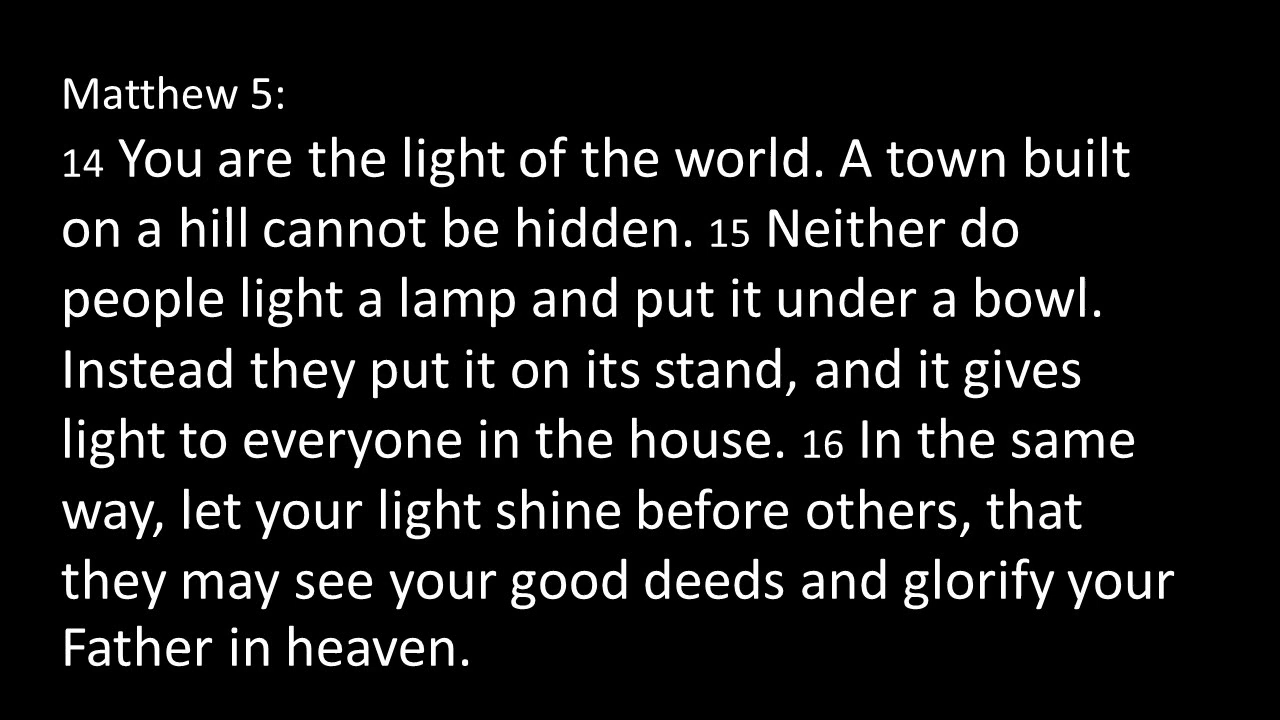 Matthew 5:
14 You are the light of the world. A town built
on a hill cannot be hidden. 15 Neither do
people light a lamp and put it under a bowl.
Instead they put it on its stand, and it gives
light to everyone in the house. 16 In the same
way, let your light shine before others, that
they may see your good deeds and glorify your
Father in heaven.